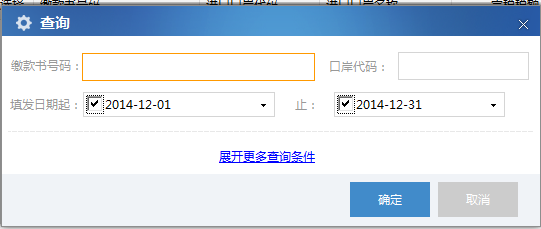 查询
缴款书号码：
口岸代码：
填发日期起：
2014-12-01
止：
2014-12-31
展开更多查询条件
确定
取消